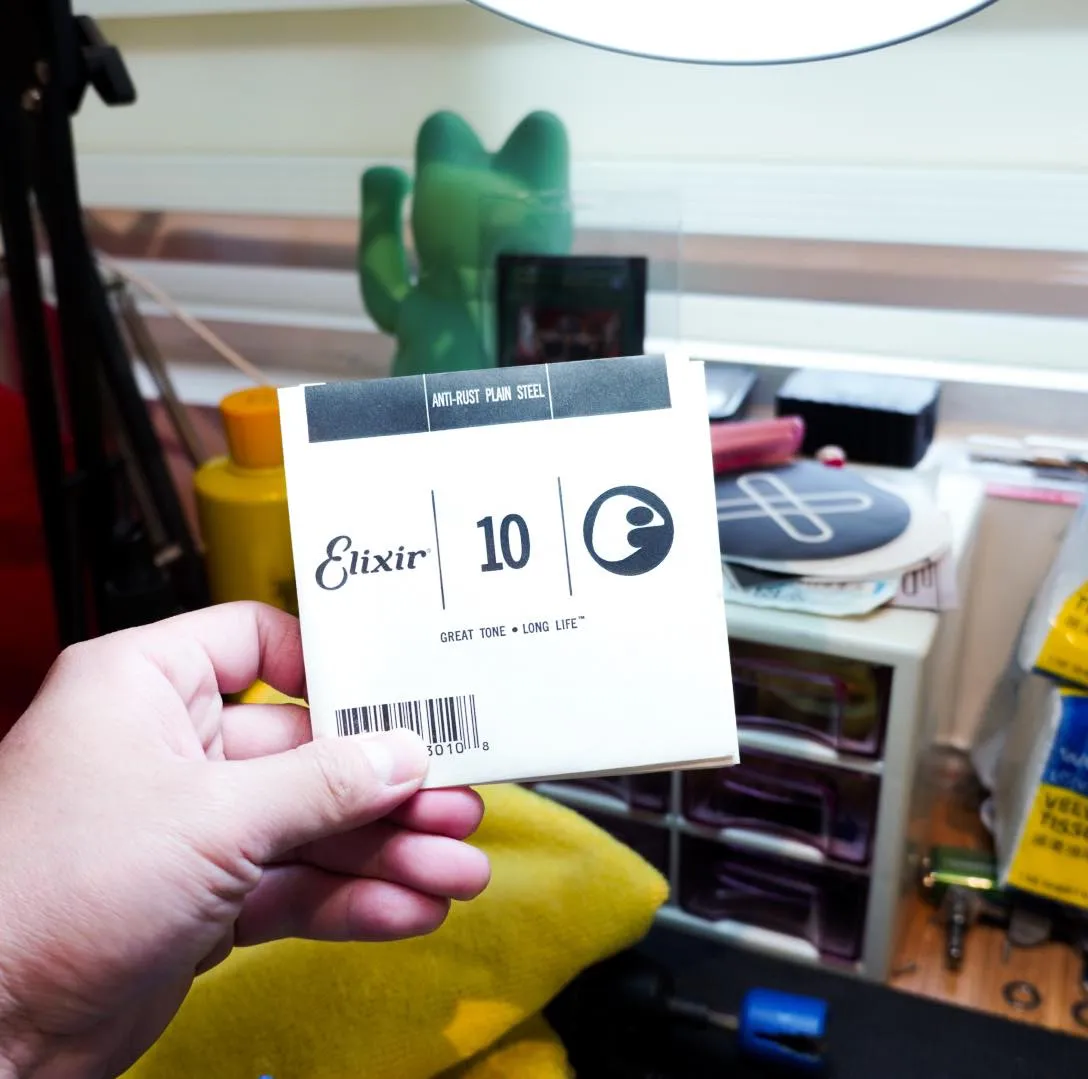 ANTI-RUST PLAIN STEEL
Elixir
10
GREAT TONE • LONG LIFE™
3010 8